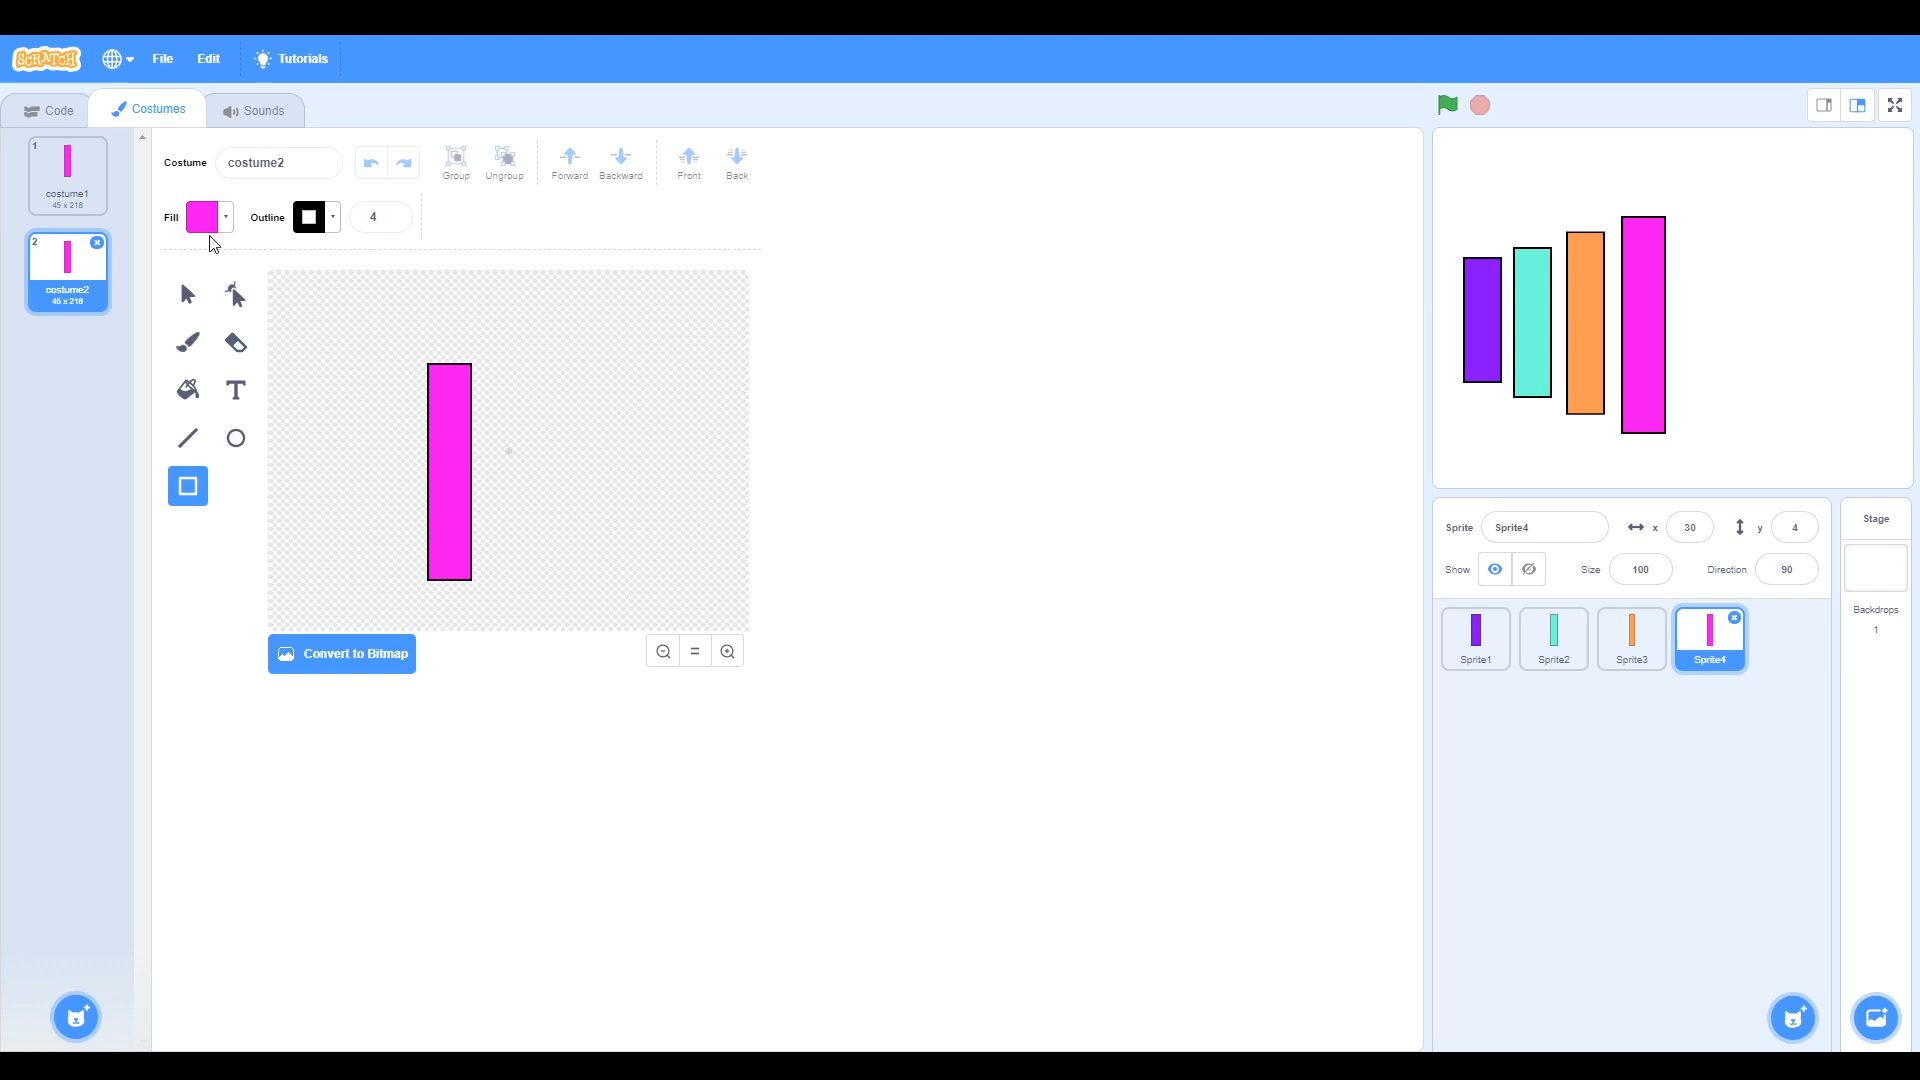 SCRATCH File Edit Tutorials
Code Costumes Sounds
1
costume1
45 x 218
2
costume2
45 x 218
Costume costume2
Group Ungroup Forward Backward Front Back
Fill Outline 4
Convert to Bitmap
Sprite Sprite4 x 30 y 4
Show Size 100 Direction 90
Sprite1 Sprite2 Sprite3 Sprite4
Stage
Backdrops
1